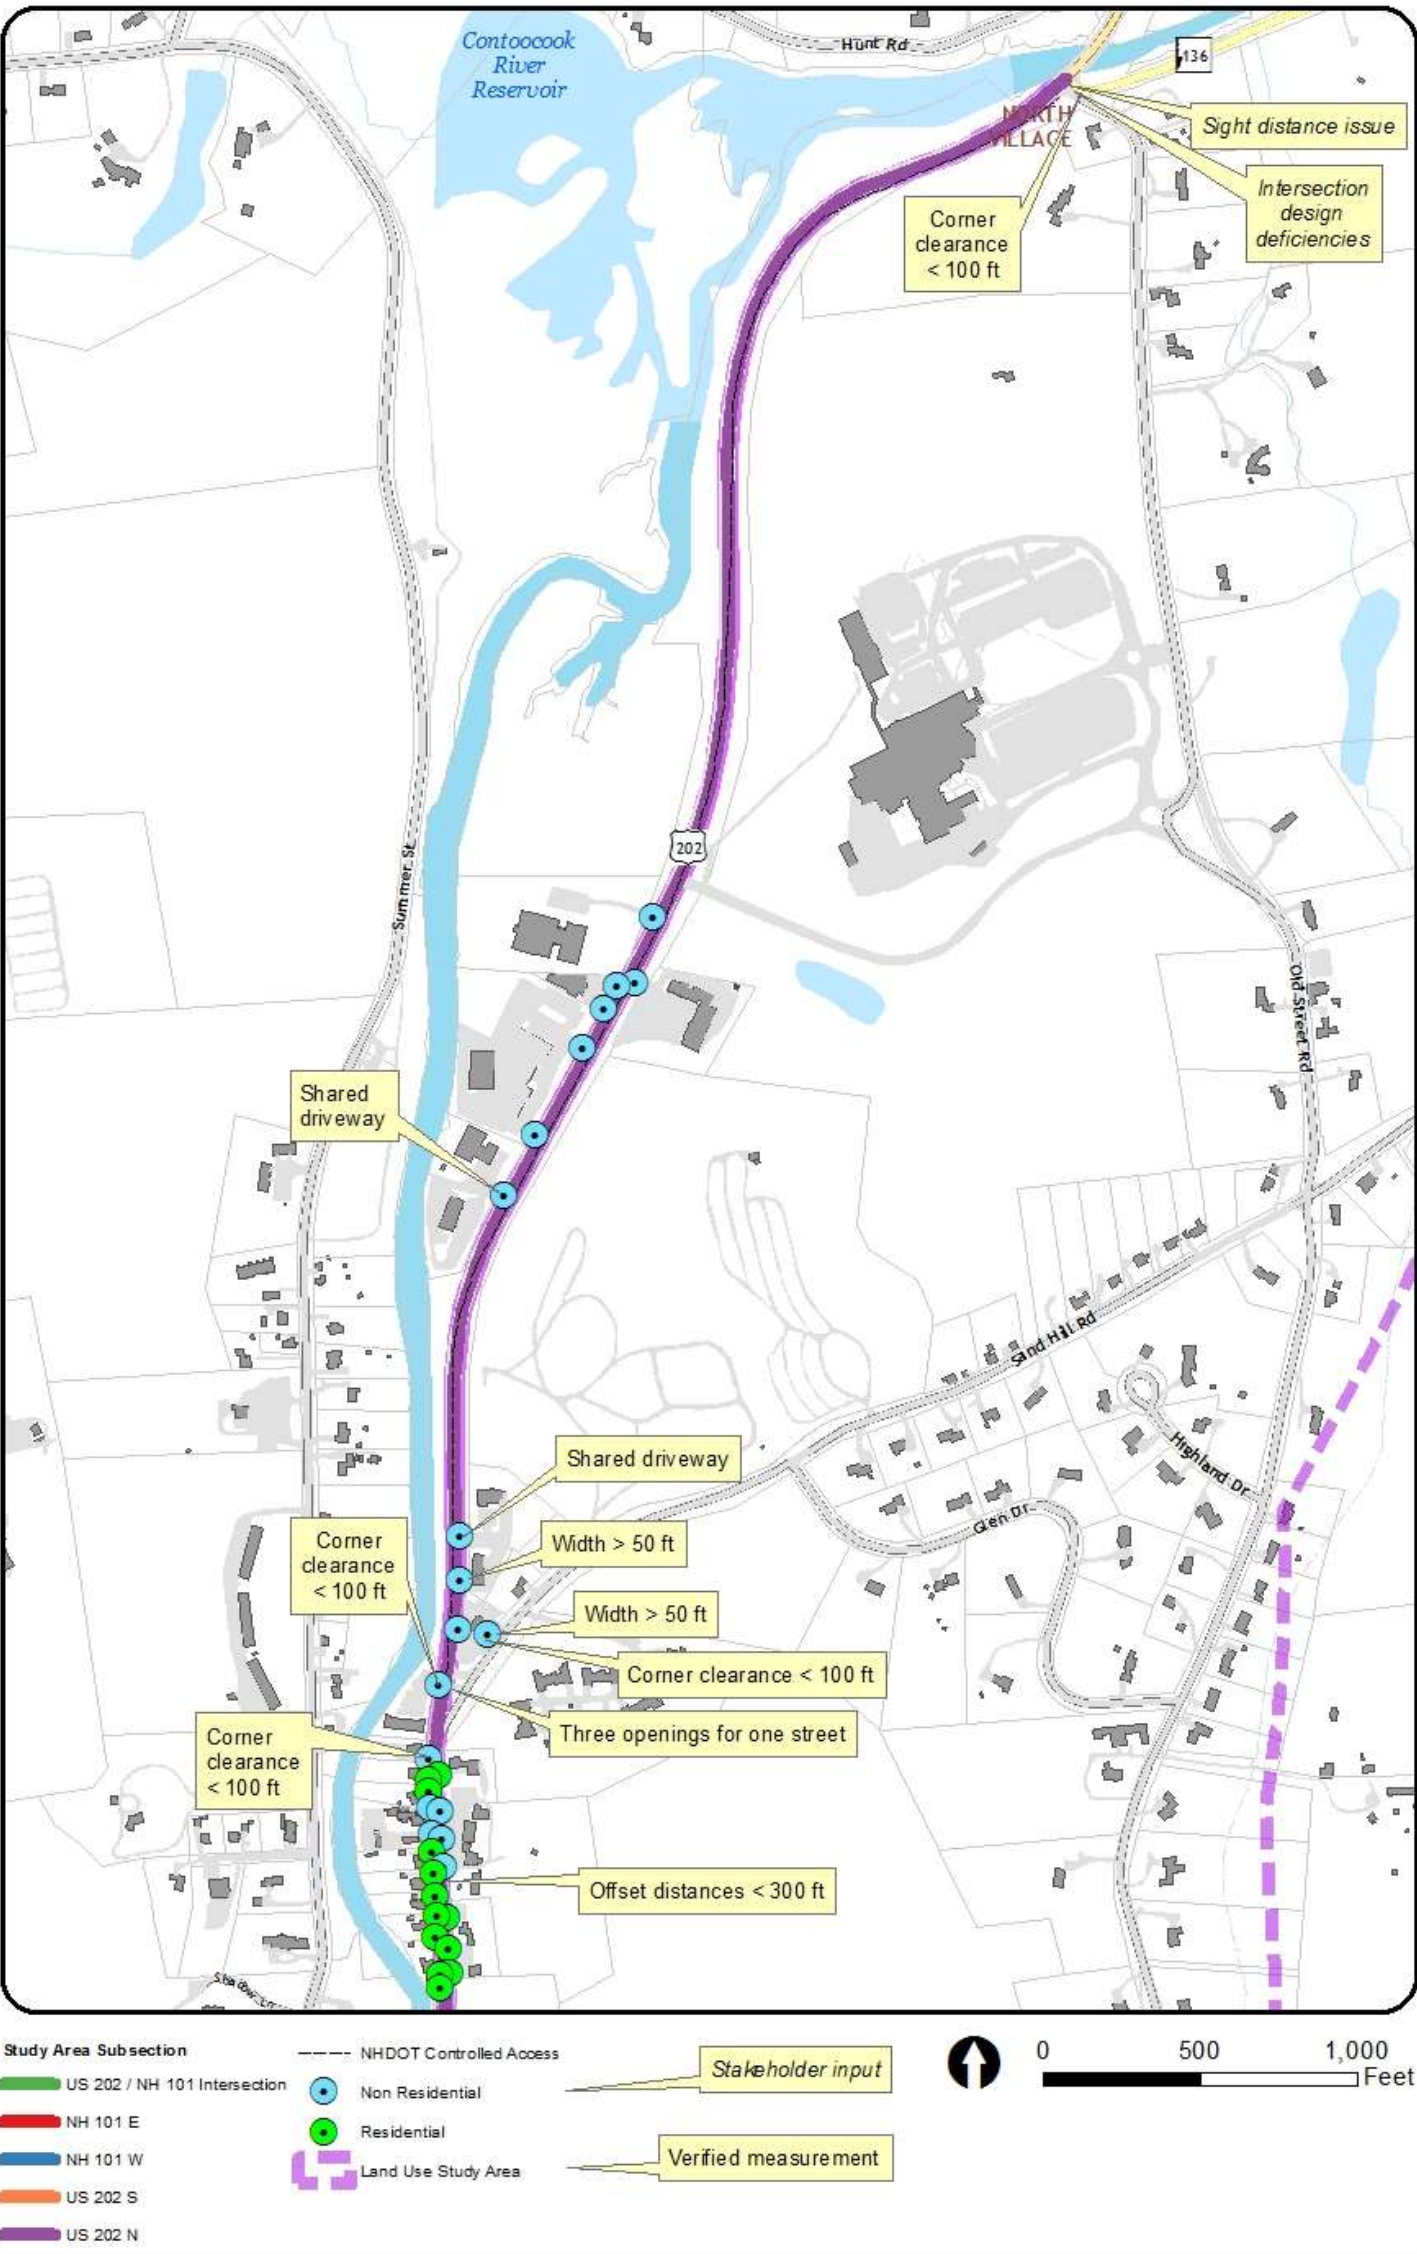 Contoocook
River
Reservoir
Hunt Rd
136
NORTH
VILLAGE
Sight distance issue
Intersection
design
deficiencies
Corner
clearance
< 100 ft
202
Summer St
Old Street Rd
Shared
driveway
Sand Hill Rd
Highland Dr
Glen Dr
Shared driveway
Corner
clearance
< 100 ft
Width > 50 ft
Width > 50 ft
Corner clearance < 100 ft
Three openings for one street
Corner
clearance
< 100 ft
Offset distances < 300 ft
Study Area Subsection
US 202 / NH 101 Intersection
NH 101 E
NH 101 W
US 202 S
US 202 N
NHDOT Controlled Access
Non Residential
Residential
Land Use Study Area
Stakeholder input
Verified measurement
0 500 1,000
Feet